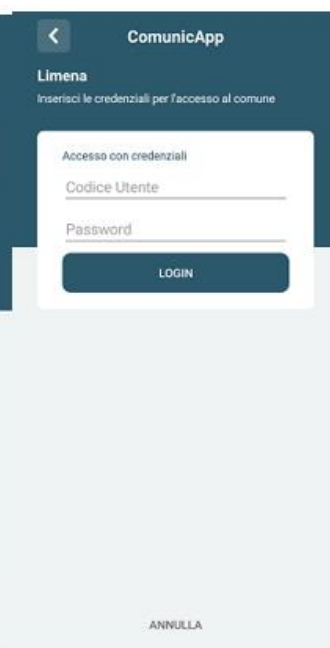 ComunicApp
Limena
Inserisci le credenziali per l'accesso al comune
Accesso con credenziali
Codice Utente
Password
LOGIN
ANNULLA